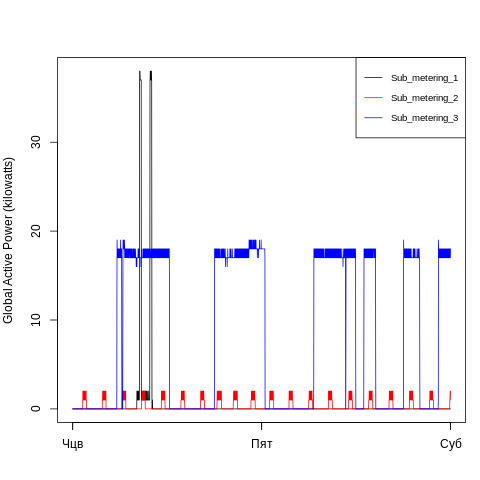 Sub_metering_1
Sub_metering_2
Sub_metering_3
Global Active Power (kilowatts)
30
20
10
0
Чцв Пят Суб